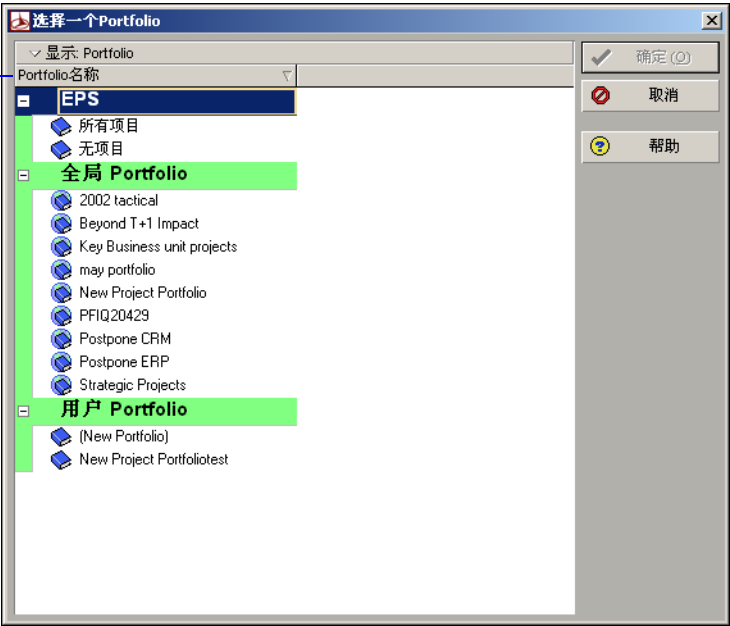 选择一个Portfolio
显示: Portfolio
Portfolio名称
EPS
所有项目
无项目
全局 Portfolio
2002 tactical
Beyond T+1 Impact
Key Business unit projects
may portfolio
New Project Portfolio
PFIQ20429
Postpone CRM
Postpone ERP
Strategic Projects
用户 Portfolio
(New Portfolio)
New Project Portfoliotest
确定(O)
取消
帮助